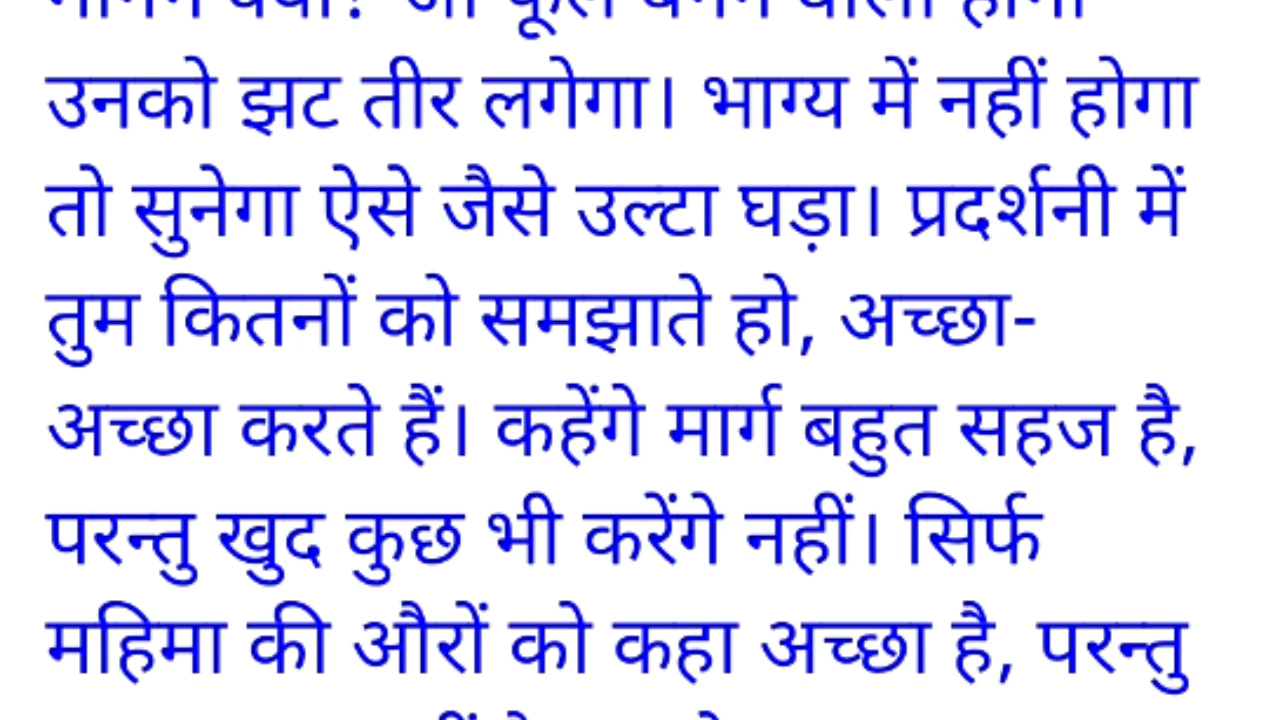 उनको झट तीर लगेगा। भाग्य में नहीं होगा
तो सुनेगा ऐसे जैसे उल्टा घड़ा। प्रदर्शनी में
तुम कितनों को समझाते हो, अच्छा-
अच्छा करते हैं। कहेंगे मार्ग बहुत सहज है,
परन्तु खुद कुछ भी करेंगे नहीं। सिर्फ
महिमा की औरों को कहा अच्छा है, परन्तु